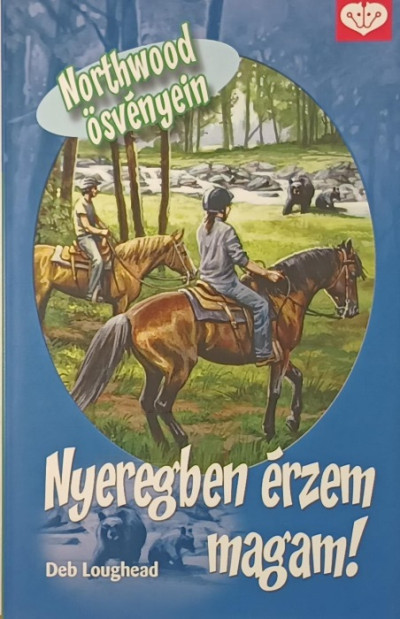 Northwood
ösvényein
Nyeregben érzem
magam!
Deb Loughead